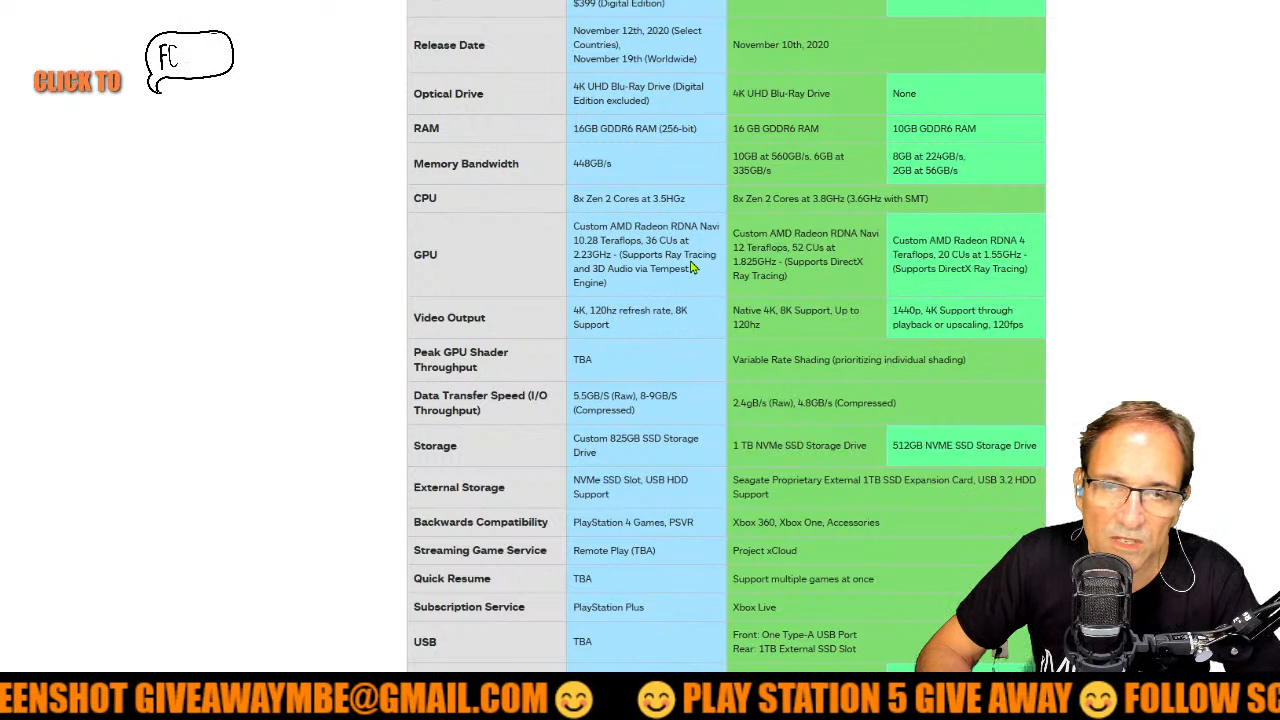 $399 (Digital Edition)
Release Date
November 12th, 2020 (Select
Countries),
November 19th (Worldwide)
November 10th, 2020
Optical Drive
4K UHD Blu-Ray Drive (Digital
Edition excluded)
4K UHD Blu-Ray Drive
None
RAM
16GB GDDR6 RAM (256-bit)
16 GB GDDR6 RAM
10GB GDDR6 RAM
Memory Bandwidth
448GB/s
10GB at 560GB/s. 6GB at
335GB/s
8GB at 224GB/s,
2GB at 56GB/s
CPU
8x Zen 2 Cores at 3.5HGz
8x Zen 2 Cores at 3.8GHz (3.6GHz with SMT)
GPU
Custom AMD Radeon RDNA Navi
10.28 Teraflops, 36 CUs at
2.23GHz - (Supports Ray Tracing
and 3D Audio via Tempest
Engine)
Custom AMD Radeon RDNA Navi
12 Teraflops, 52 CUs at
1.825GHz - (Supports DirectX
Ray Tracing)
Custom AMD Radeon RDNA 4
Teraflops, 20 CUs at 1.55GHz -
(Supports DirectX Ray Tracing)
Video Output
4K, 120hz refresh rate, 8K
Support
Native 4K, 8K Support, Up to
120hz
1440p, 4K Support through
playback or upscaling, 120fps
Peak GPU Shader
Throughput
TBA
Variable Rate Shading (prioritizing individual shading)
Data Transfer Speed (I/O
Throughput)
5.5GB/S (Raw), 8-9GB/S
(Compressed)
2.4gB/s (Raw), 4.8GB/s (Compressed)
Storage
Custom 825GB SSD Storage
Drive
1 TB NVMe SSD Storage Drive
512GB NVME SSD Storage Drive
External Storage
NVMe SSD Slot, USB HDD
Support
Seagate Proprietary External 1TB SSD Expansion Card, USB 3.2 HDD
Support
Backwards Compatibility
PlayStation 4 Games, PSVR
Xbox 360, Xbox One, Accessories
Streaming Game Service
Remote Play (TBA)
Project xCloud
Quick Resume
TBA
Support multiple games at once
Subscription Service
PlayStation Plus
Xbox Live
USB
TBA
Front: One Type-A USB Port
Rear: 1TB External SSD Slot
CLICK TO
FO
EENSHOT GIVEAWAYMBE@GMAIL.COM 😊 😊 PLAY STATION 5 GIVE AWAY 😊 FOLLOW SO